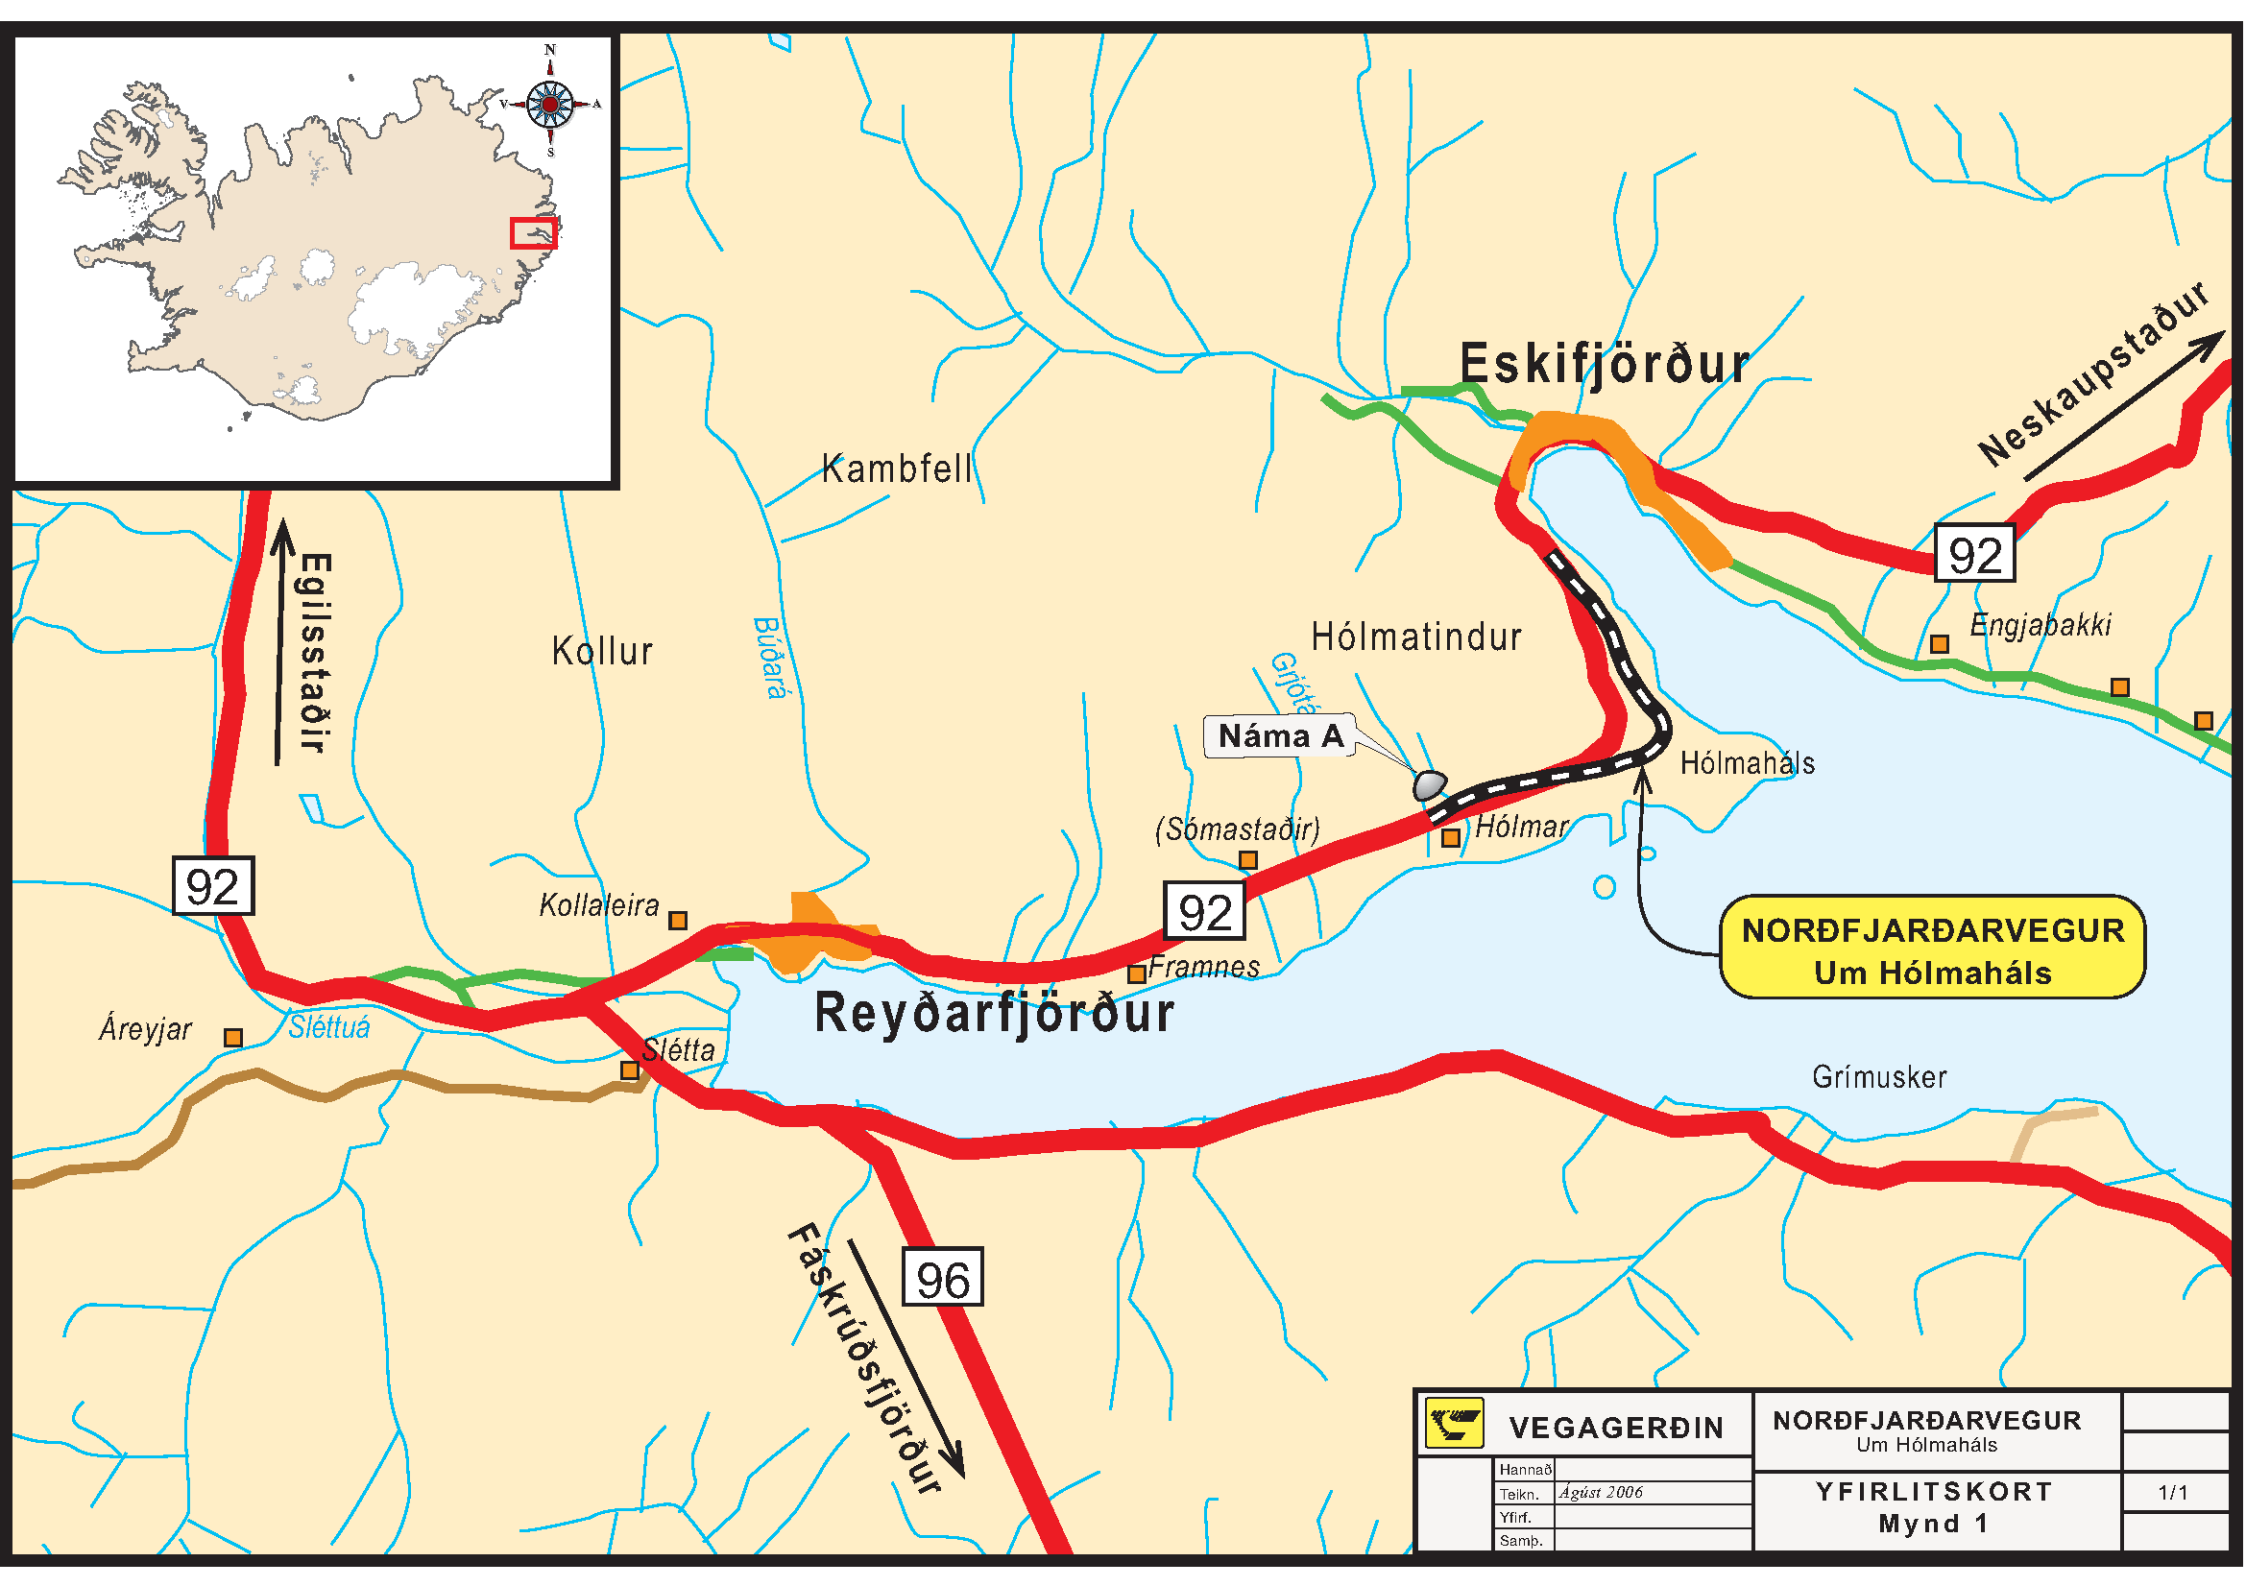 N
V
A
S
Eskifjörður
Neskaupstaður
Kambfell
92
Egilsstaðir
Kollur
Búðará
Hólmatindur
Engjabakki
Grjótá
Náma A
Hólmaháls
(Sómastaðir)
Hólmar
92
Kollaleira
92
NORÐFJARÐARVEGUR
Um Hólmaháls
Framnes
Reyðarfjörður
Áreyjar
Sléttuá
Slétta
Grímusker
96
Fáskrúðsfjörður
VEGAGERÐIN
NORÐFJARÐARVEGUR
Um Hólmaháls
Hannað
Teikn.
Ágúst 2006
Yfirf.
Samþ.
YFIRLITSKORT
Mynd 1
1/1